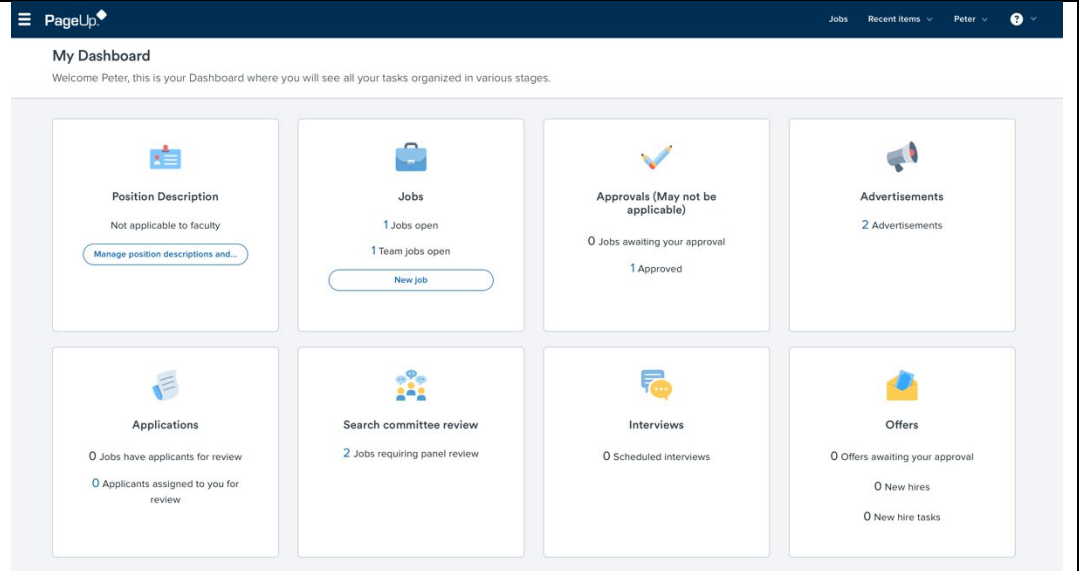 PageUp.
Jobs
Recent items
Peter
?
My Dashboard
Welcome Peter, this is your Dashboard where you will see all your tasks organized in various stages.
Position Description
Not applicable to faculty
Manage position descriptions and...
Jobs
1 Jobs open
1 Team jobs open
New job
Approvals (May not be
applicable)
0 Jobs awaiting your approval
1 Approved
Advertisements
2 Advertisements
Applications
0 Jobs have applicants for review
0 Applicants assigned to you for
review
Search committee review
2 Jobs requiring panel review
Interviews
0 Scheduled interviews
Offers
0 Offers awaiting your approval
0 New hires
0 New hire tasks